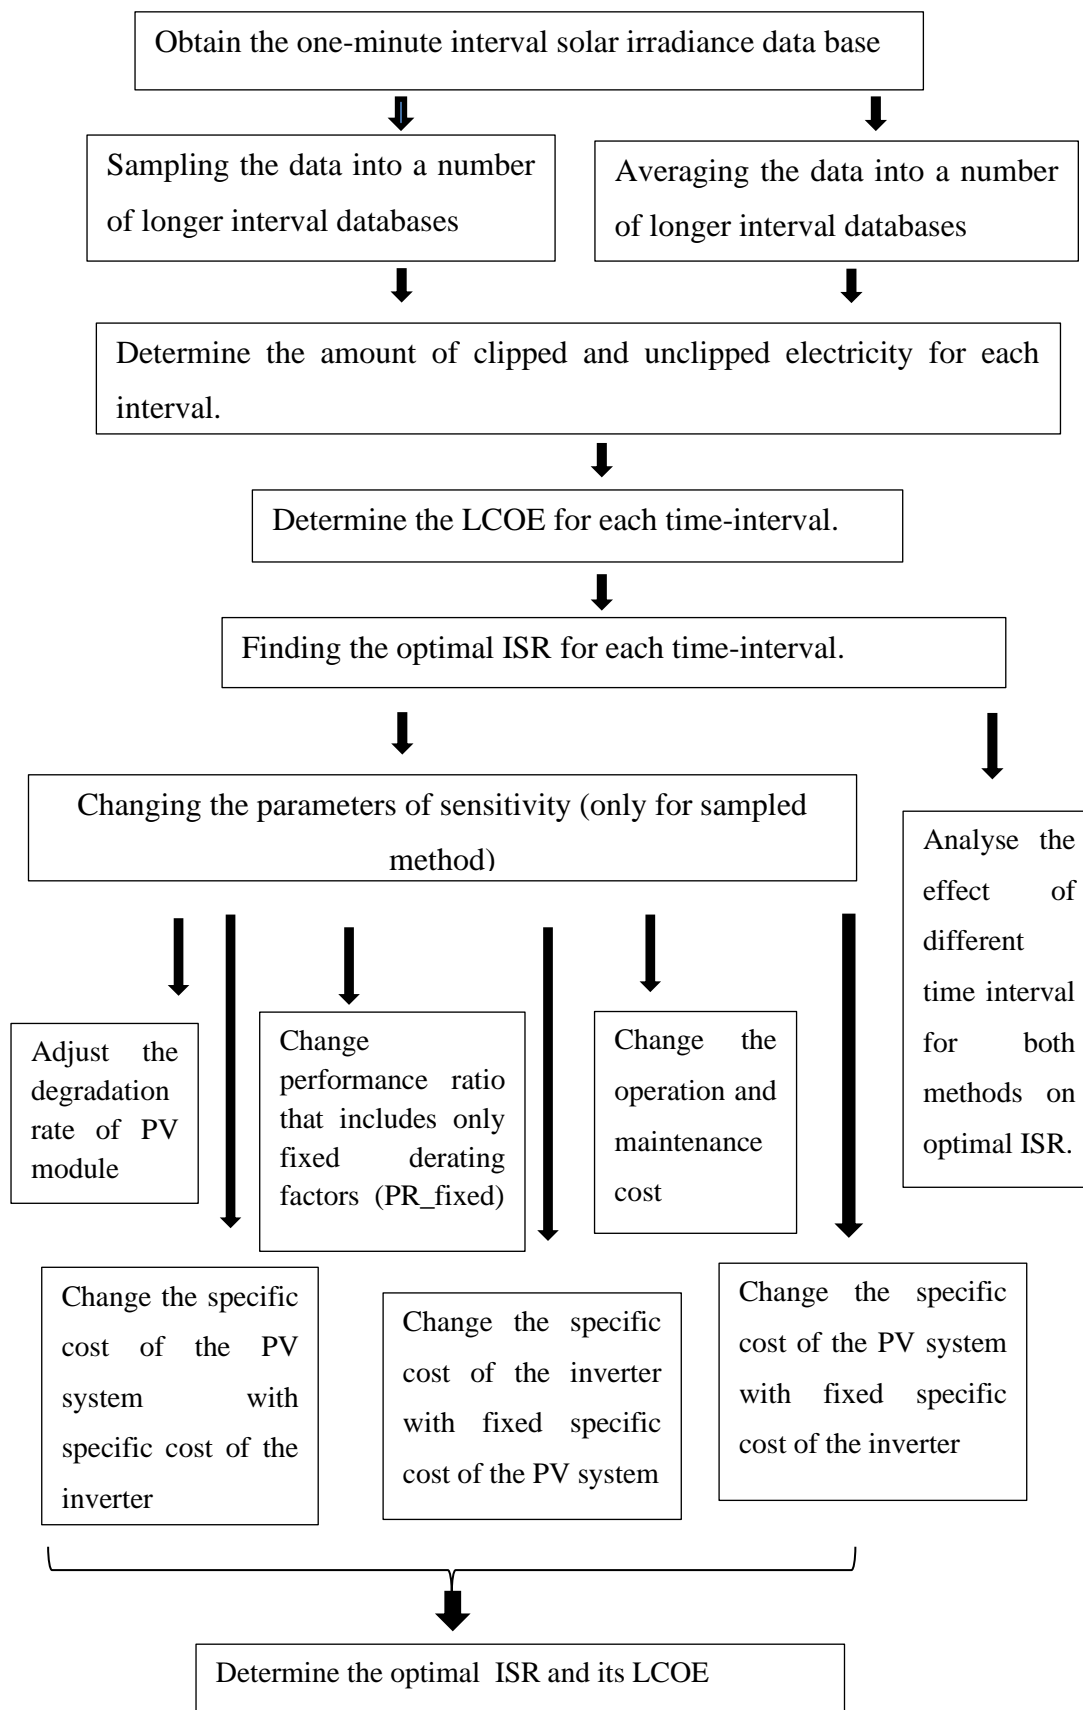 Obtain the one-minute interval solar irradiance data base
Sampling the data into a number
of longer interval databases
Averaging the data into a number
of longer interval databases
Determine the amount of clipped and unclipped electricity for each
interval.
Determine the LCOE for each time-interval.
Finding the optimal ISR for each time-interval.
Changing the parameters of sensitivity (only for sampled
method)
Analyse the
effect of
different
time interval
for both
methods on
optimal ISR.
Adjust the
degradation
rate of PV
module
Change
performance ratio
that includes only
fixed derating
factors (PR_fixed)
Change the
operation and
maintenance
cost
Change the specific
cost of the PV
system with
specific cost of the
inverter
Change the specific
cost of the inverter
with fixed specific
cost of the PV system
Change the specific
cost of the PV system
with fixed specific
cost of the inverter
Determine the optimal ISR and its LCOE